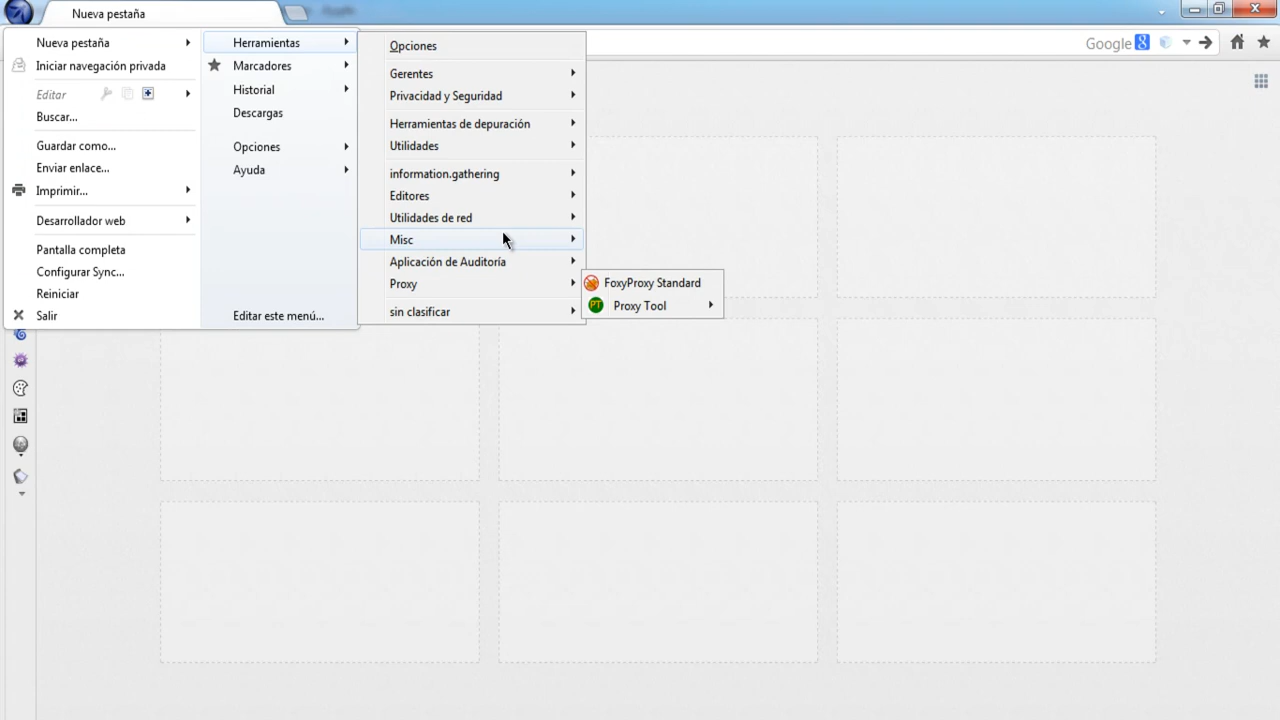 Nueva pestaña
Google
Nueva pestaña
Iniciar navegación privada
Editar
Buscar...
Guardar como...
Enviar enlace...
Imprimir...
Desarrollador web
Pantalla completa
Configurar Sync...
Reiniciar
Salir
Herramientas
Marcadores
Historial
Descargas
Opciones
Ayuda
Editar este menú...
Opciones
Gerentes
Privacidad y Seguridad
Herramientas de depuración
Utilidades
information.gathering
Editores
Utilidades de red
Misc
Aplicación de Auditoría
Proxy
sin clasificar
FoxyProxy Standard
PT Proxy Tool